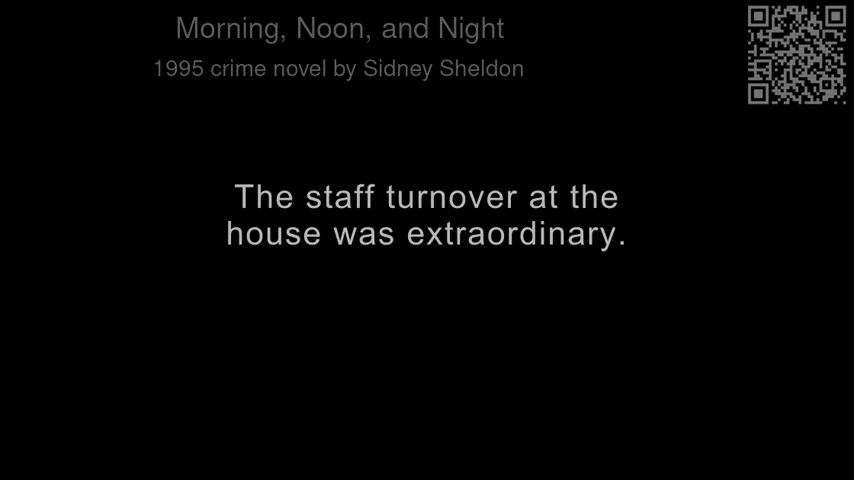 Morning, Noon, and Night
1995 crime novel by Sidney Sheldon
The staff turnover at the
house was extraordinary.